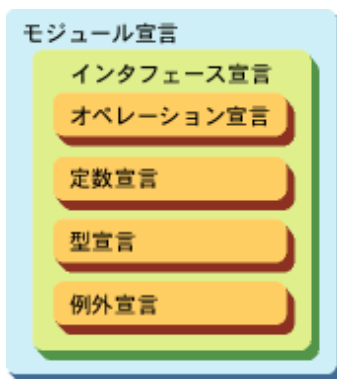 モジュール宣言
インタフェース宣言
オペレーション宣言
定数宣言
型宣言
例外宣言